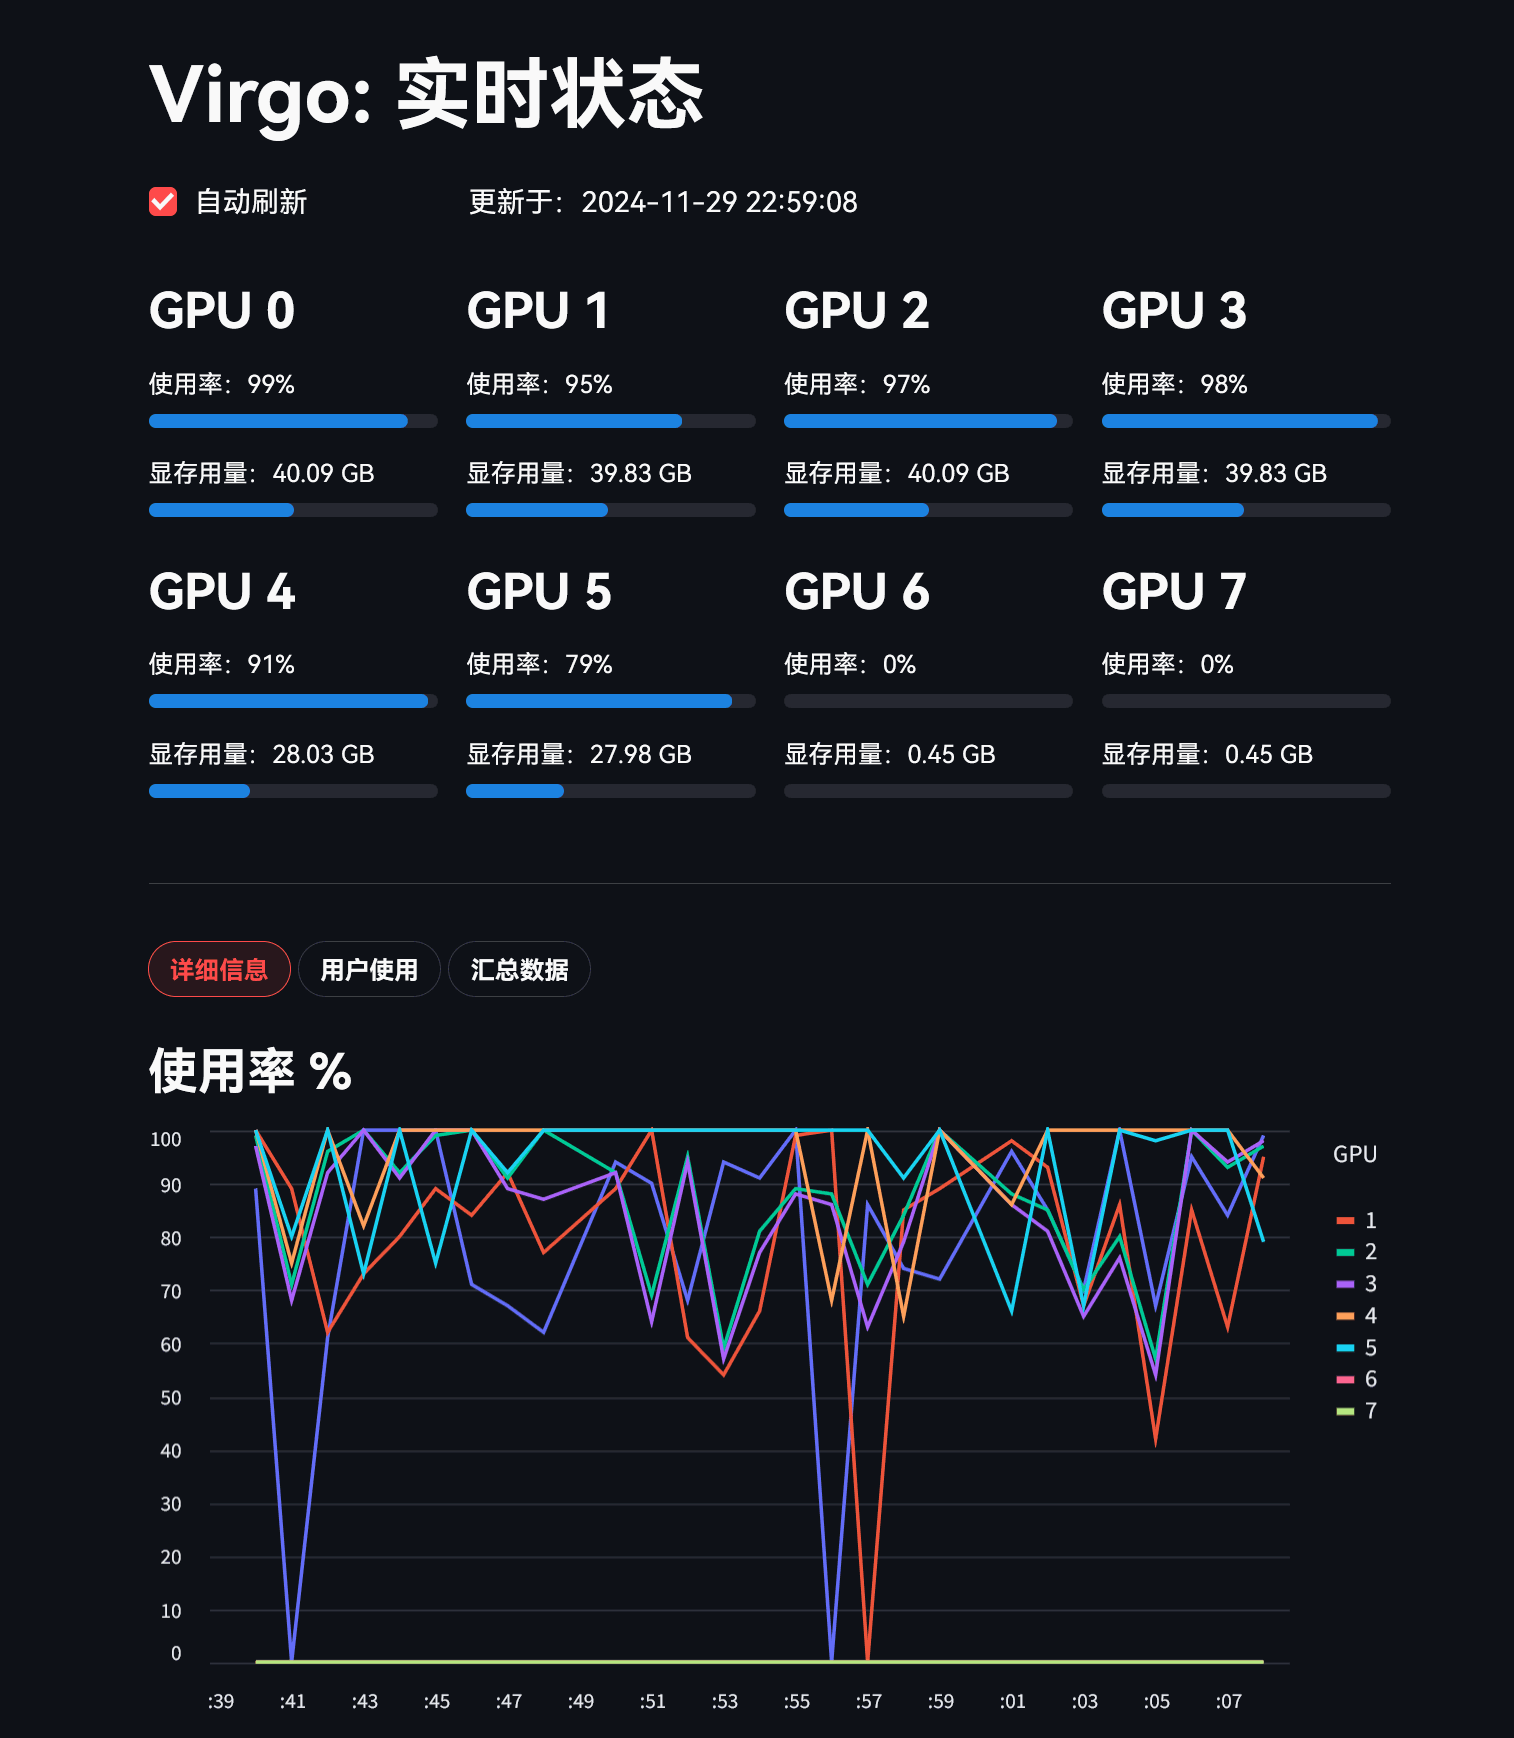 Virgo: 实时状态
自动刷新 更新于：2024-11-29 22:59:08
GPU 0 GPU 1 GPU 2 GPU 3
使用率：99% 使用率：95% 使用率：97% 使用率：98%
显存用量：40.09 GB 显存用量：39.83 GB 显存用量：40.09 GB 显存用量：39.83 GB
GPU 4 GPU 5 GPU 6 GPU 7
使用率：91% 使用率：79% 使用率：0% 使用率：0%
显存用量：28.03 GB 显存用量：27.98 GB 显存用量：0.45 GB 显存用量：0.45 GB
详细信息 用户使用 汇总数据
使用率 %
100
90
80
70
60
50
40
30
20
10
0
:39 :41 :43 :45 :47 :49 :51 :53 :55 :57 :59 :01 :03 :05 :07
GPU
1
2
3
4
5
6
7